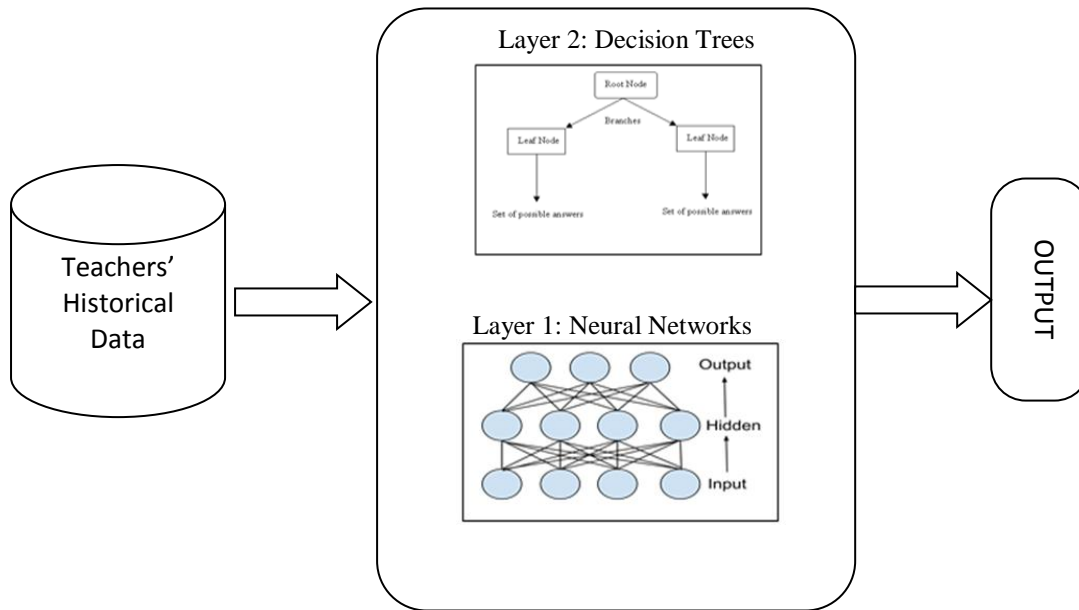 Teachers’
Historical
Data
Layer 2: Decision Trees
Root Node
Branches
Leaf Node
Leaf Node
Set of possible answers
Set of possible answers
Layer 1: Neural Networks
Output
Hidden
Input
OUTPUT